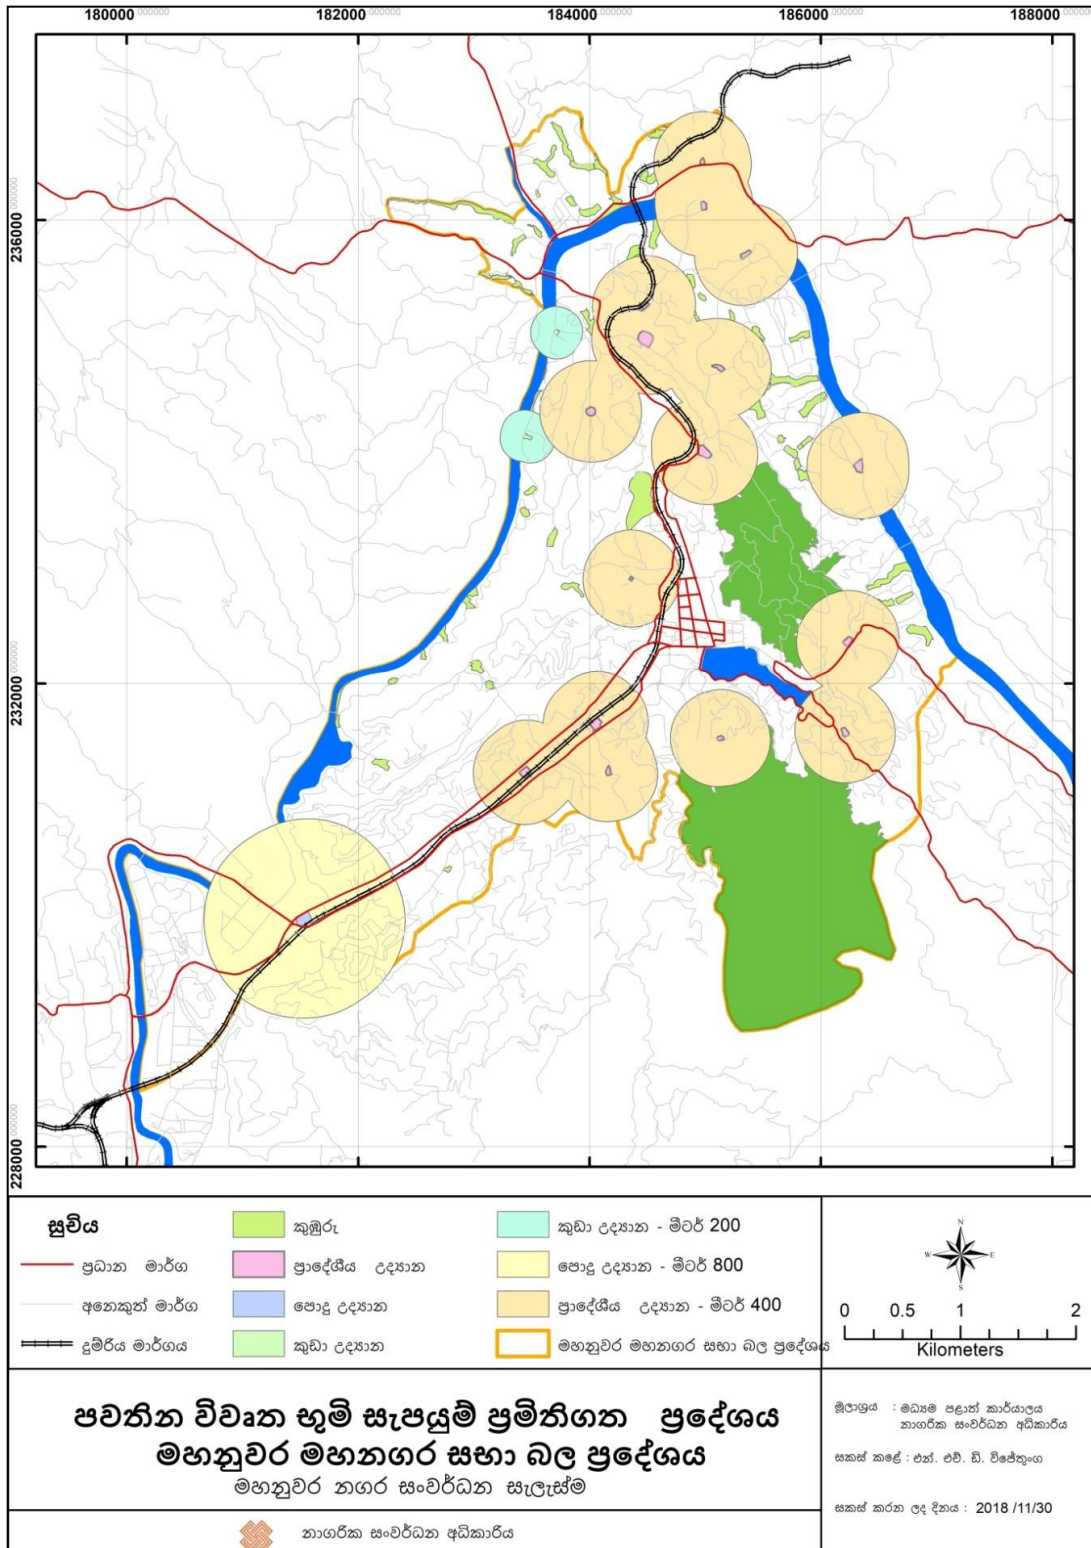 180000 182000 184000 186000 188000
236000
232000
228000
සූචිය
ප්‍රධාන මාර්ග
අනෙකුත් මාර්ග
දුම්රිය මාර්ගය
කුඹුරු
ප්‍රාදේශීය උද්‍යාන
පොදු උද්‍යාන
කුඩා උද්‍යාන
කුඩා උද්‍යාන - මීටර් 200
පොදු උද්‍යාන - මීටර් 800
ප්‍රාදේශීය උද්‍යාන - මීටර් 400
මහනුවර මහනගර සභා බල ප්‍රදේශය
N
W E
S
0 0.5 1 2
Kilometers
පවතින විවෘත භූමි සැපයුම් ප්‍රමිතිගත ප්‍රදේශය
මහනුවර මහනගර සභා බල ප්‍රදේශය
මහනුවර නගර සංවර්ධන සැලැස්ම
නාගරික සංවර්ධන අධිකාරිය
මූලාශ්‍රය : මධ්‍යම පළාත් කාර්යාලය
නාගරික සංවර්ධන අධිකාරිය
සකස් කළේ : එන්. එච්. ඩී. විජේතුංග
සකස් කරන ලද දිනය : 2018 /11/30